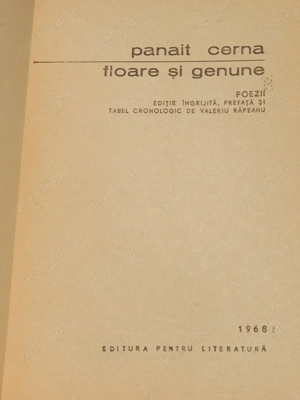 panait cerna
floare și genune
POEZII
EDIȚIE ÎNGRIJITĂ, PREFAȚĂ ȘI
TABEL CRONOLOGIC DE VALERIU RÂPEANU
1968
EDITURA PENTRU LITERATURĂ